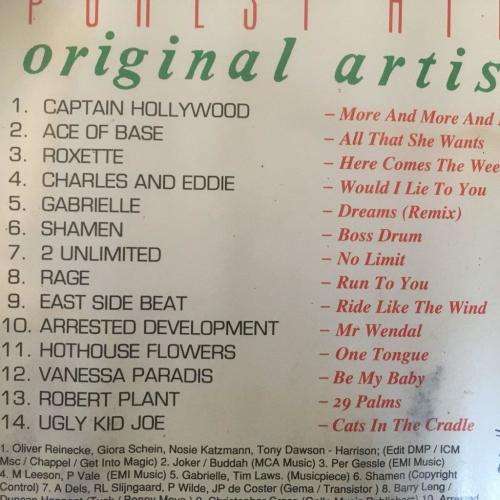 PUREST HIT
original artis
1. CAPTAIN HOLLYWOOD – More And More And
2. ACE OF BASE – All That She Wants
3. ROXETTE – Here Comes The Wee
4. CHARLES AND EDDIE – Would I Lie To You
5. GABRIELLE – Dreams (Remix)
6. SHAMEN – Boss Drum
7. 2 UNLIMITED – No Limit
8. RAGE – Run To You
9. EAST SIDE BEAT – Ride Like The Wind
10. ARRESTED DEVELOPMENT – Mr Wendal
11. HOTHOUSE FLOWERS – One Tongue
12. VANESSA PARADIS – Be My Baby
13. ROBERT PLANT – 29 Palms
14. UGLY KID JOE – Cats In The Cradle
1. Oliver Reinecke, Giora Schein, Nosie Katzmann, Tony Dawson - Harrison; (Edit DMP / ICM
Msc / Chappel / Get Into Magic) 2. Joker / Buddah (MCA Music) 3. Per Gessle (EMI Music)
4. M Leeson, P Vale (EMI Music) 5. Gabrielle, Tim Laws. (Musicpiece) 6. Shamen (Copyright
Control) 7. A Dels, RL Slijngaard, P Wilde, JP de Coster (Gema / Transistor) 8. Barry Lang /